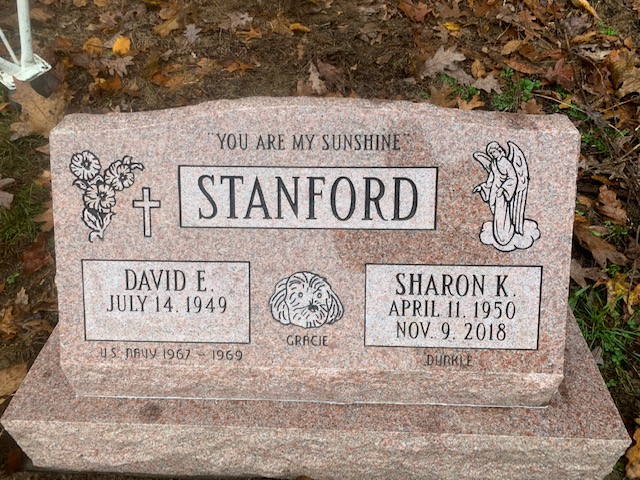 "YOU ARE MY SUNSHINE"
STANFORD
DAVID E.
JULY 14. 1949
U.S. NAVY 1967 - 1969
GRACIE
SHARON K.
APRIL 11. 1950
NOV. 9. 2018
DUNKLE